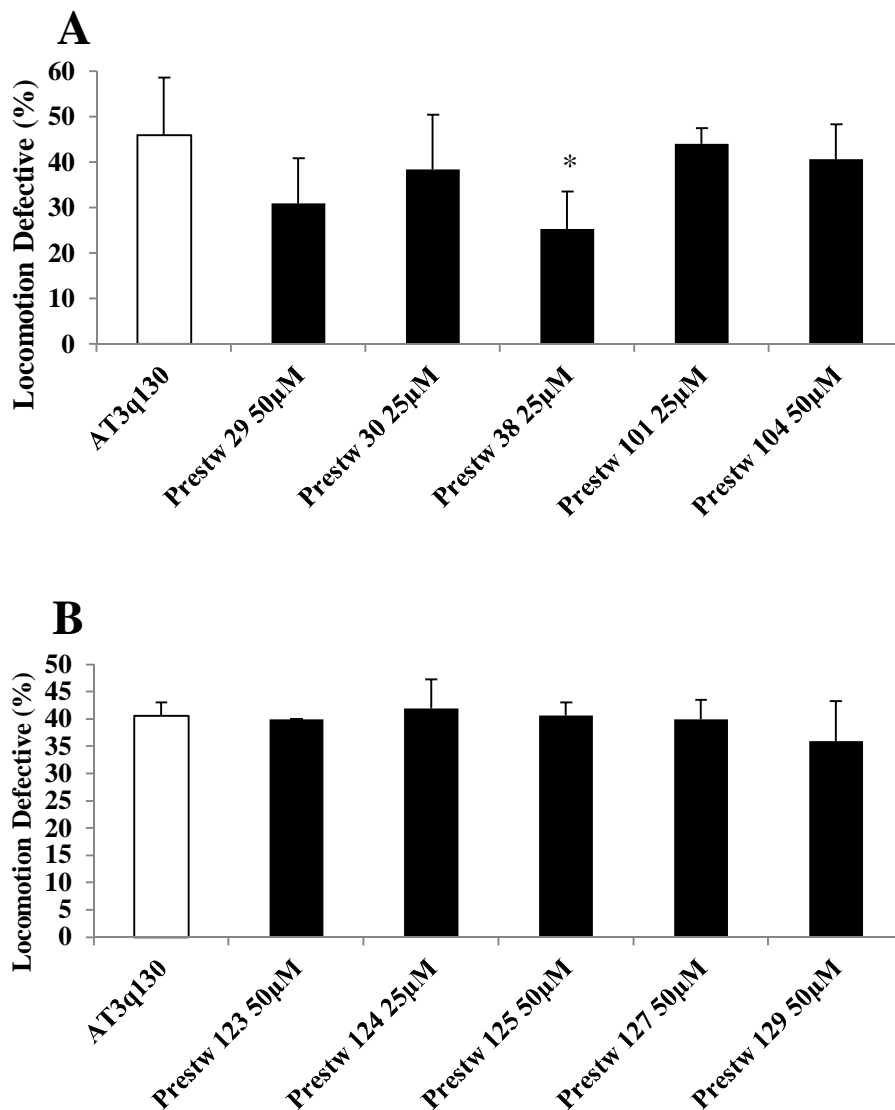 A
Locomotion Defective (%)
60
50
40
30
20
10
0
*
AT3q130
Prestw 29 50µM
Prestw 30 25µM
Prestw 38 25µM
Prestw 101 25µM
Prestw 104 50µM
B
Locomotion Defective (%)
50
45
40
35
30
25
20
15
10
5
0
AT3q130
Prestw 123 50µM
Prestw 124 25µM
Prestw 125 50µM
Prestw 127 50µM
Prestw 129 50µM